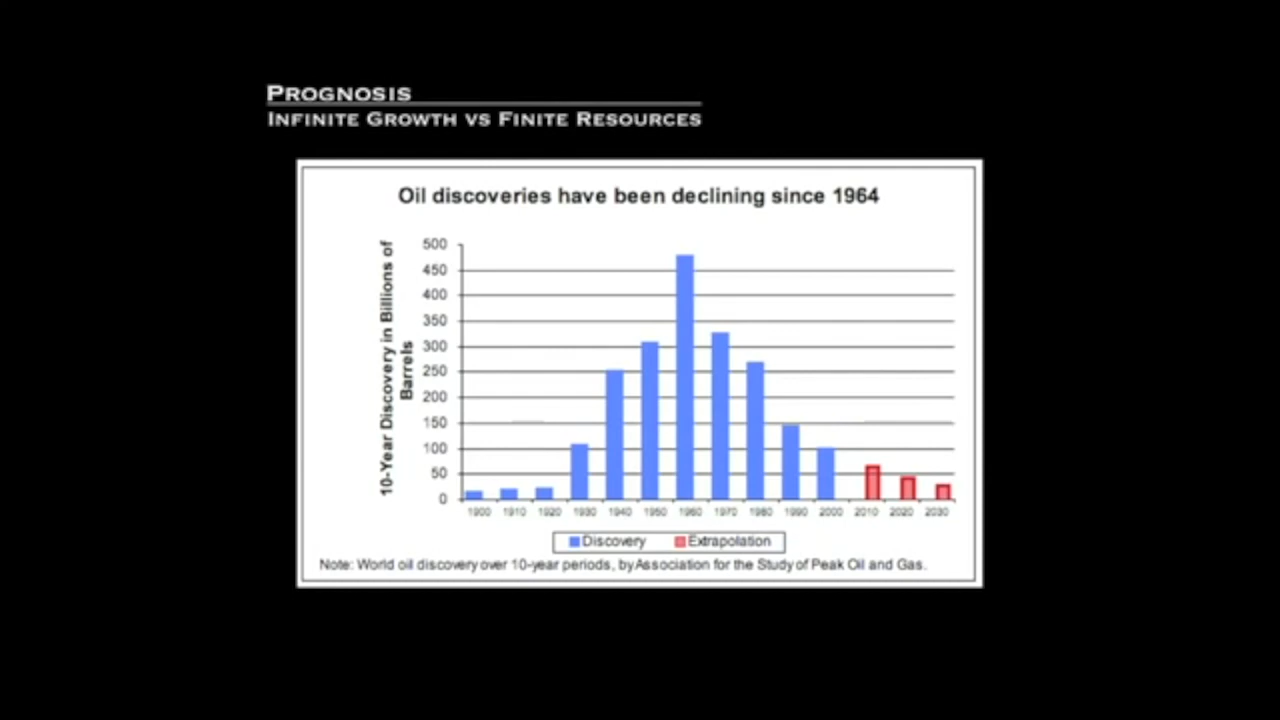 PROGNOSIS
INFINITE GROWTH VS FINITE RESOURCES
Oil discoveries have been declining since 1964
10-Year Discovery in Billions of
Barrels
500
450
400
350
300
250
200
150
100
50
0
1900 1910 1920 1930 1940 1950 1960 1970 1980 1990 2000 2010 2020 2030
Discovery Extrapolation
Note: World oil discovery over 10-year periods, by Association for the Study of Peak Oil and Gas.